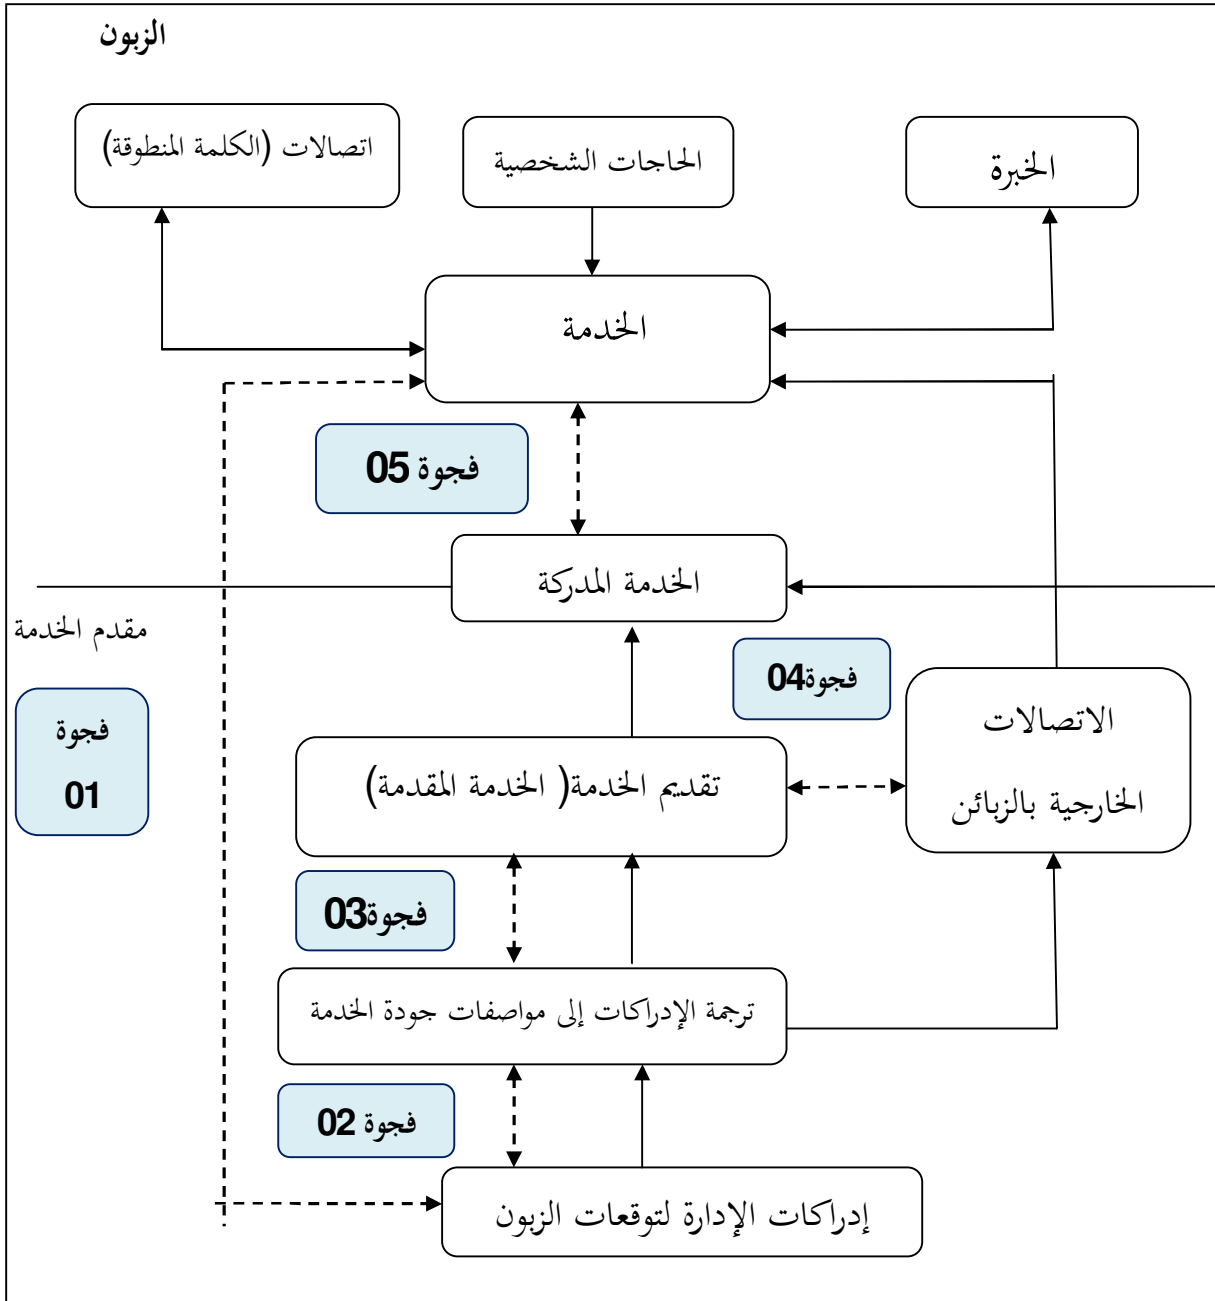 الزبون
اتصالات (الكلمة المنطوقة)
الحاجات الشخصية
الخبرة
الخدمة
فجوة 05
الخدمة المدركة
مقدم الخدمة
فجوة
01
فجوة04
الاتصالات
الخارجية بالزبائن
تقديم الخدمة( الخدمة المقدمة)
فجوة03
ترجمة الإدراكات إلى مواصفات جودة الخدمة
فجوة 02
إدراكات الإدارة لتوقعات الزبون